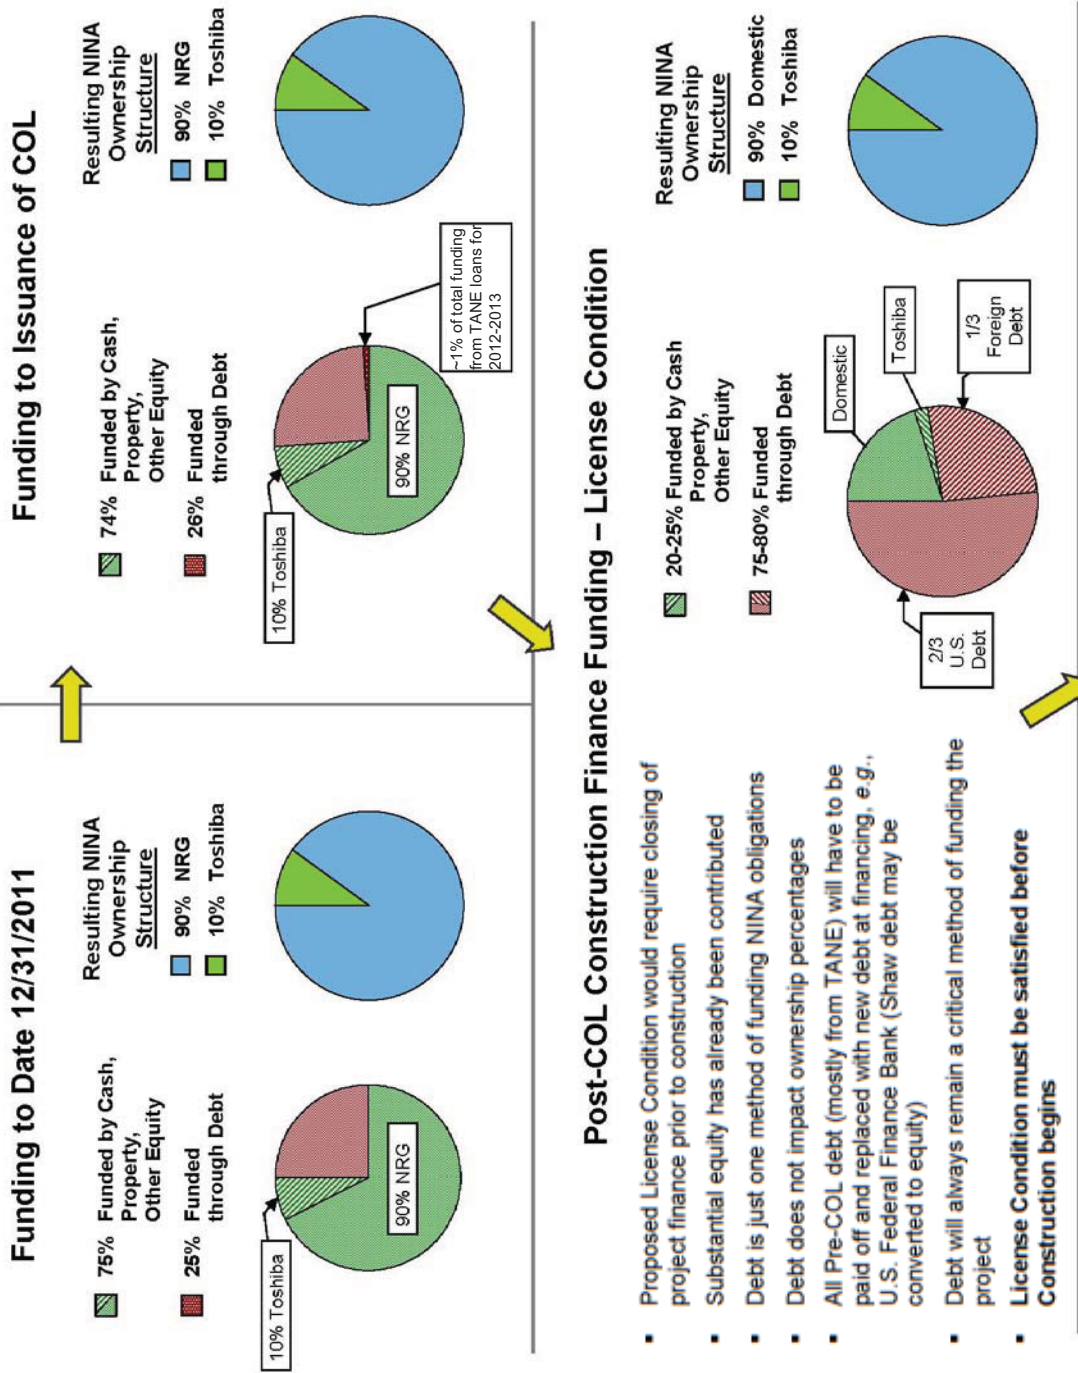 Funding to Date 12/31/2011
75% Funded by Cash,
Property,
Other Equity
25% Funded
through Debt
10% Toshiba
90% NRG
Resulting NINA
Ownership
Structure
90% NRG
10% Toshiba
Funding to Issuance of COL
74% Funded by Cash,
Property,
Other Equity
26% Funded
through Debt
10% Toshiba
90% NRG
~1% of total funding
from TANE loans for
2012-2013
Resulting NINA
Ownership
Structure
90% NRG
10% Toshiba
Post-COL Construction Finance Funding – License Condition
▪ Proposed License Condition would require closing of
project finance prior to construction
▪ Substantial equity has already been contributed
▪ Debt is just one method of funding NINA obligations
▪ Debt does not impact ownership percentages
▪ All Pre-COL debt (mostly from TANE) will have to be
paid off and replaced with new debt at financing, e.g.,
U.S. Federal Finance Bank (Shaw debt may be
converted to equity)
▪ Debt will always remain a critical method of funding the
project
▪ License Condition must be satisfied before
Construction begins
20-25% Funded by Cash
Property,
Other Equity
75-80% Funded
through Debt
Domestic
Toshiba
1/3
Foreign
Debt
2/3
U.S.
Debt
Resulting NINA
Ownership
Structure
90% Domestic
10% Toshiba